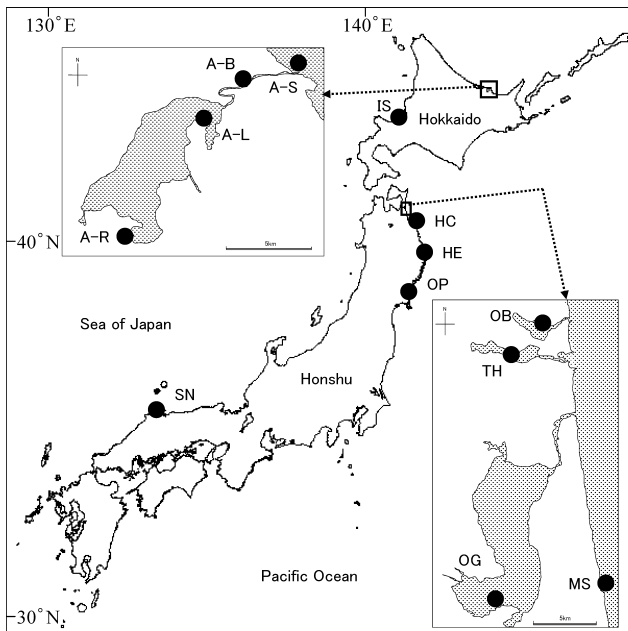 130°E
140°E
N
A-B
A-S
A-L
A-R
5km
IS
Hokkaido
HC
40°N
HE
OP
Sea of Japan
N
OB
TH
SN
Honshu
OG
MS
Pacific Ocean
5km
30°N